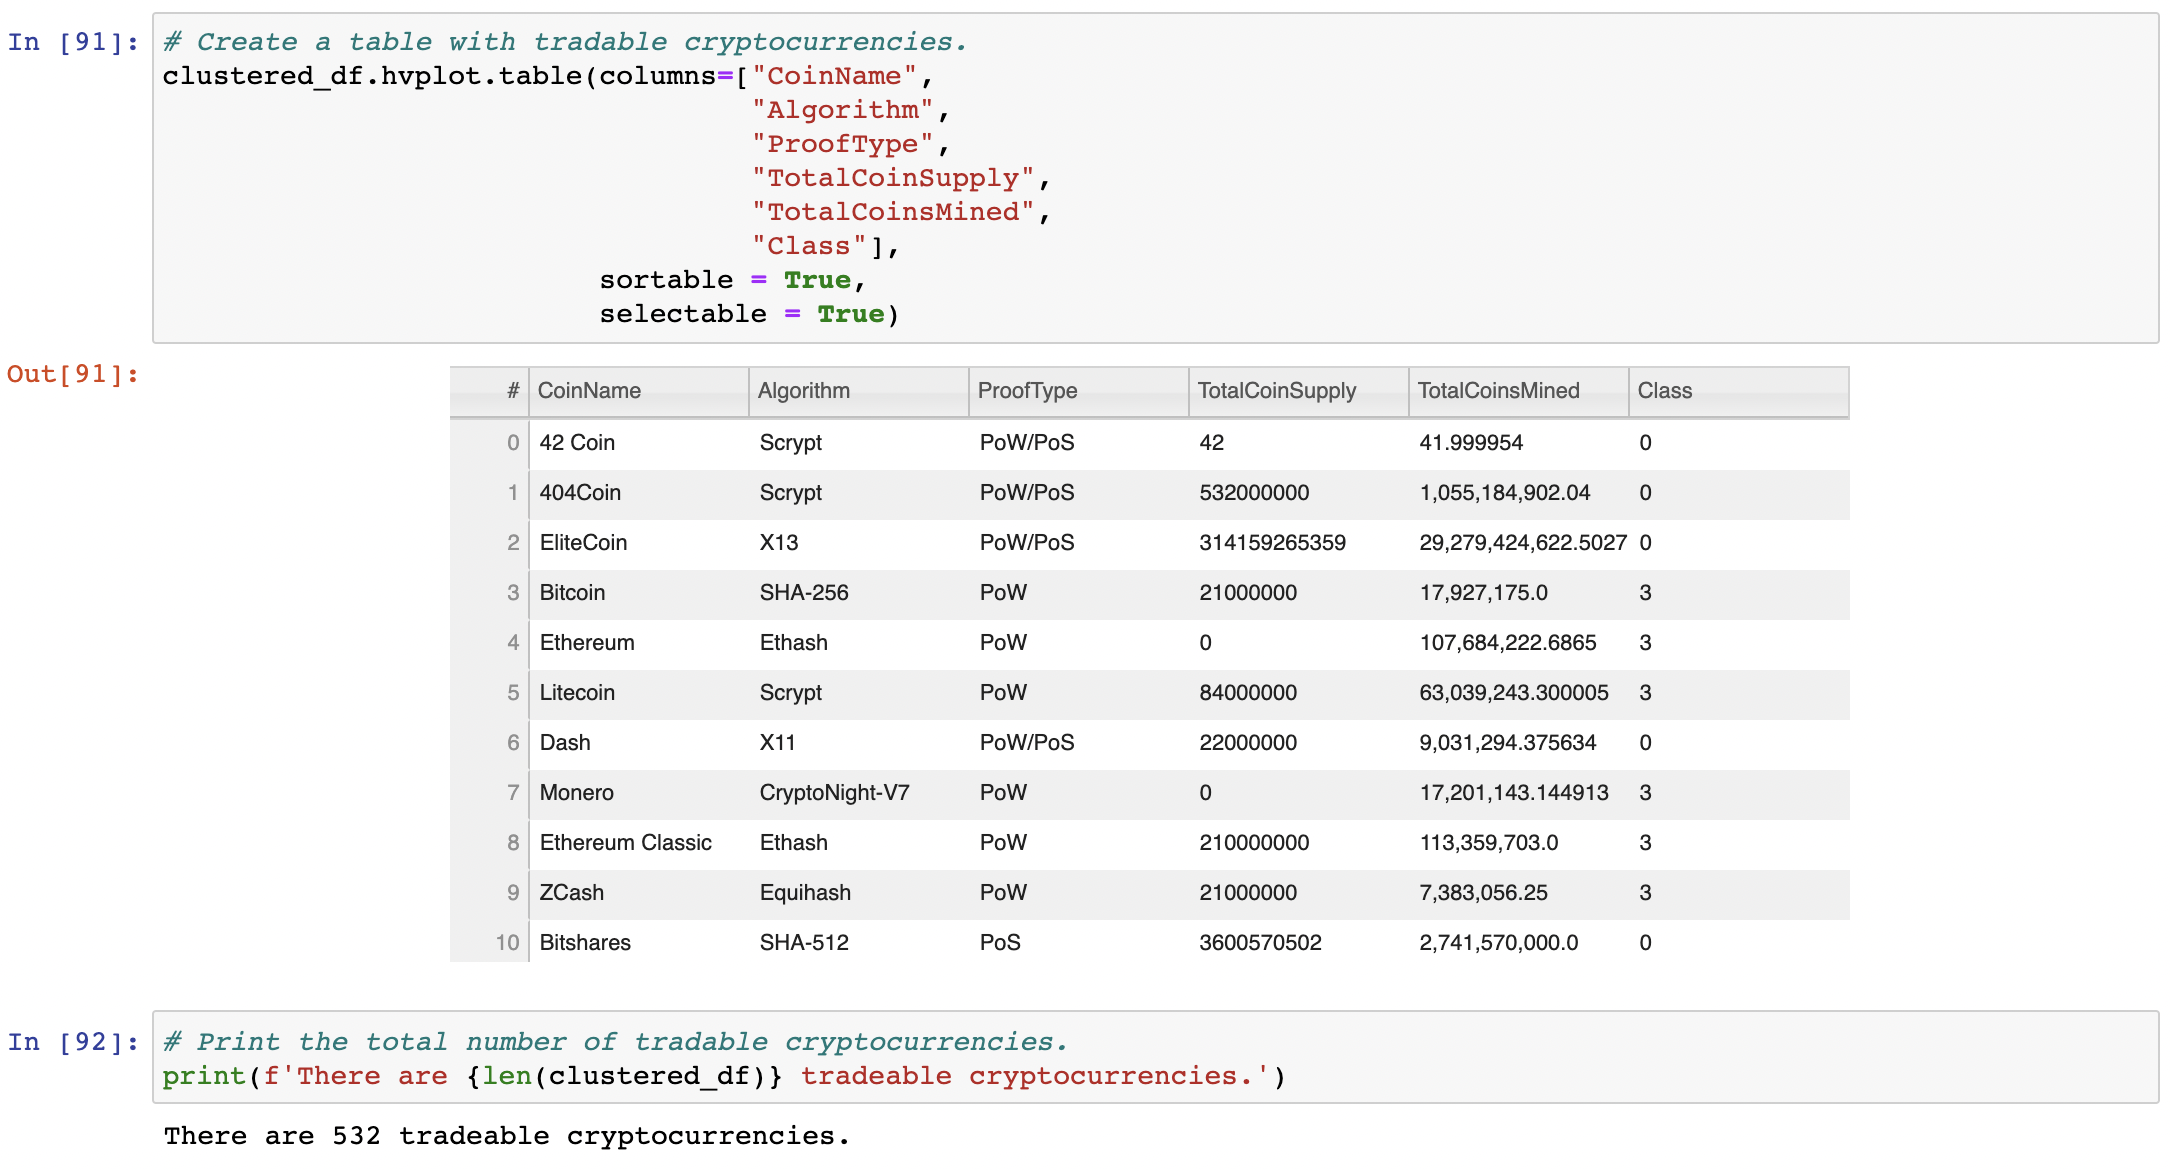 In [91]: # Create a table with tradable cryptocurrencies.
clustered_df.hvplot.table(columns=["CoinName",
"Algorithm",
"ProofType",
"TotalCoinSupply",
"TotalCoinsMined",
"Class"],
sortable = True,
selectable = True)
Out[91]:
# CoinName Algorithm ProofType TotalCoinSupply TotalCoinsMined Class
0 42 Coin Scrypt PoW/PoS 42 41.999954 0
1 404Coin Scrypt PoW/PoS 532000000 1,055,184,902.04 0
2 EliteCoin X13 PoW/PoS 314159265359 29,279,424,622.5027 0
3 Bitcoin SHA-256 PoW 21000000 17,927,175.0 3
4 Ethereum Ethash PoW 0 107,684,222.6865 3
5 Litecoin Scrypt PoW 84000000 63,039,243.300005 3
6 Dash X11 PoW/PoS 22000000 9,031,294.375634 0
7 Monero CryptoNight-V7 PoW 0 17,201,143.144913 3
8 Ethereum Classic Ethash PoW 210000000 113,359,703.0 3
9 ZCash Equihash PoW 21000000 7,383,056.25 3
10 Bitshares SHA-512 PoS 3600570502 2,741,570,000.0 0
In [92]: # Print the total number of tradable cryptocurrencies.
print(f'There are {len(clustered_df)} tradeable cryptocurrencies.')
There are 532 tradeable cryptocurrencies.